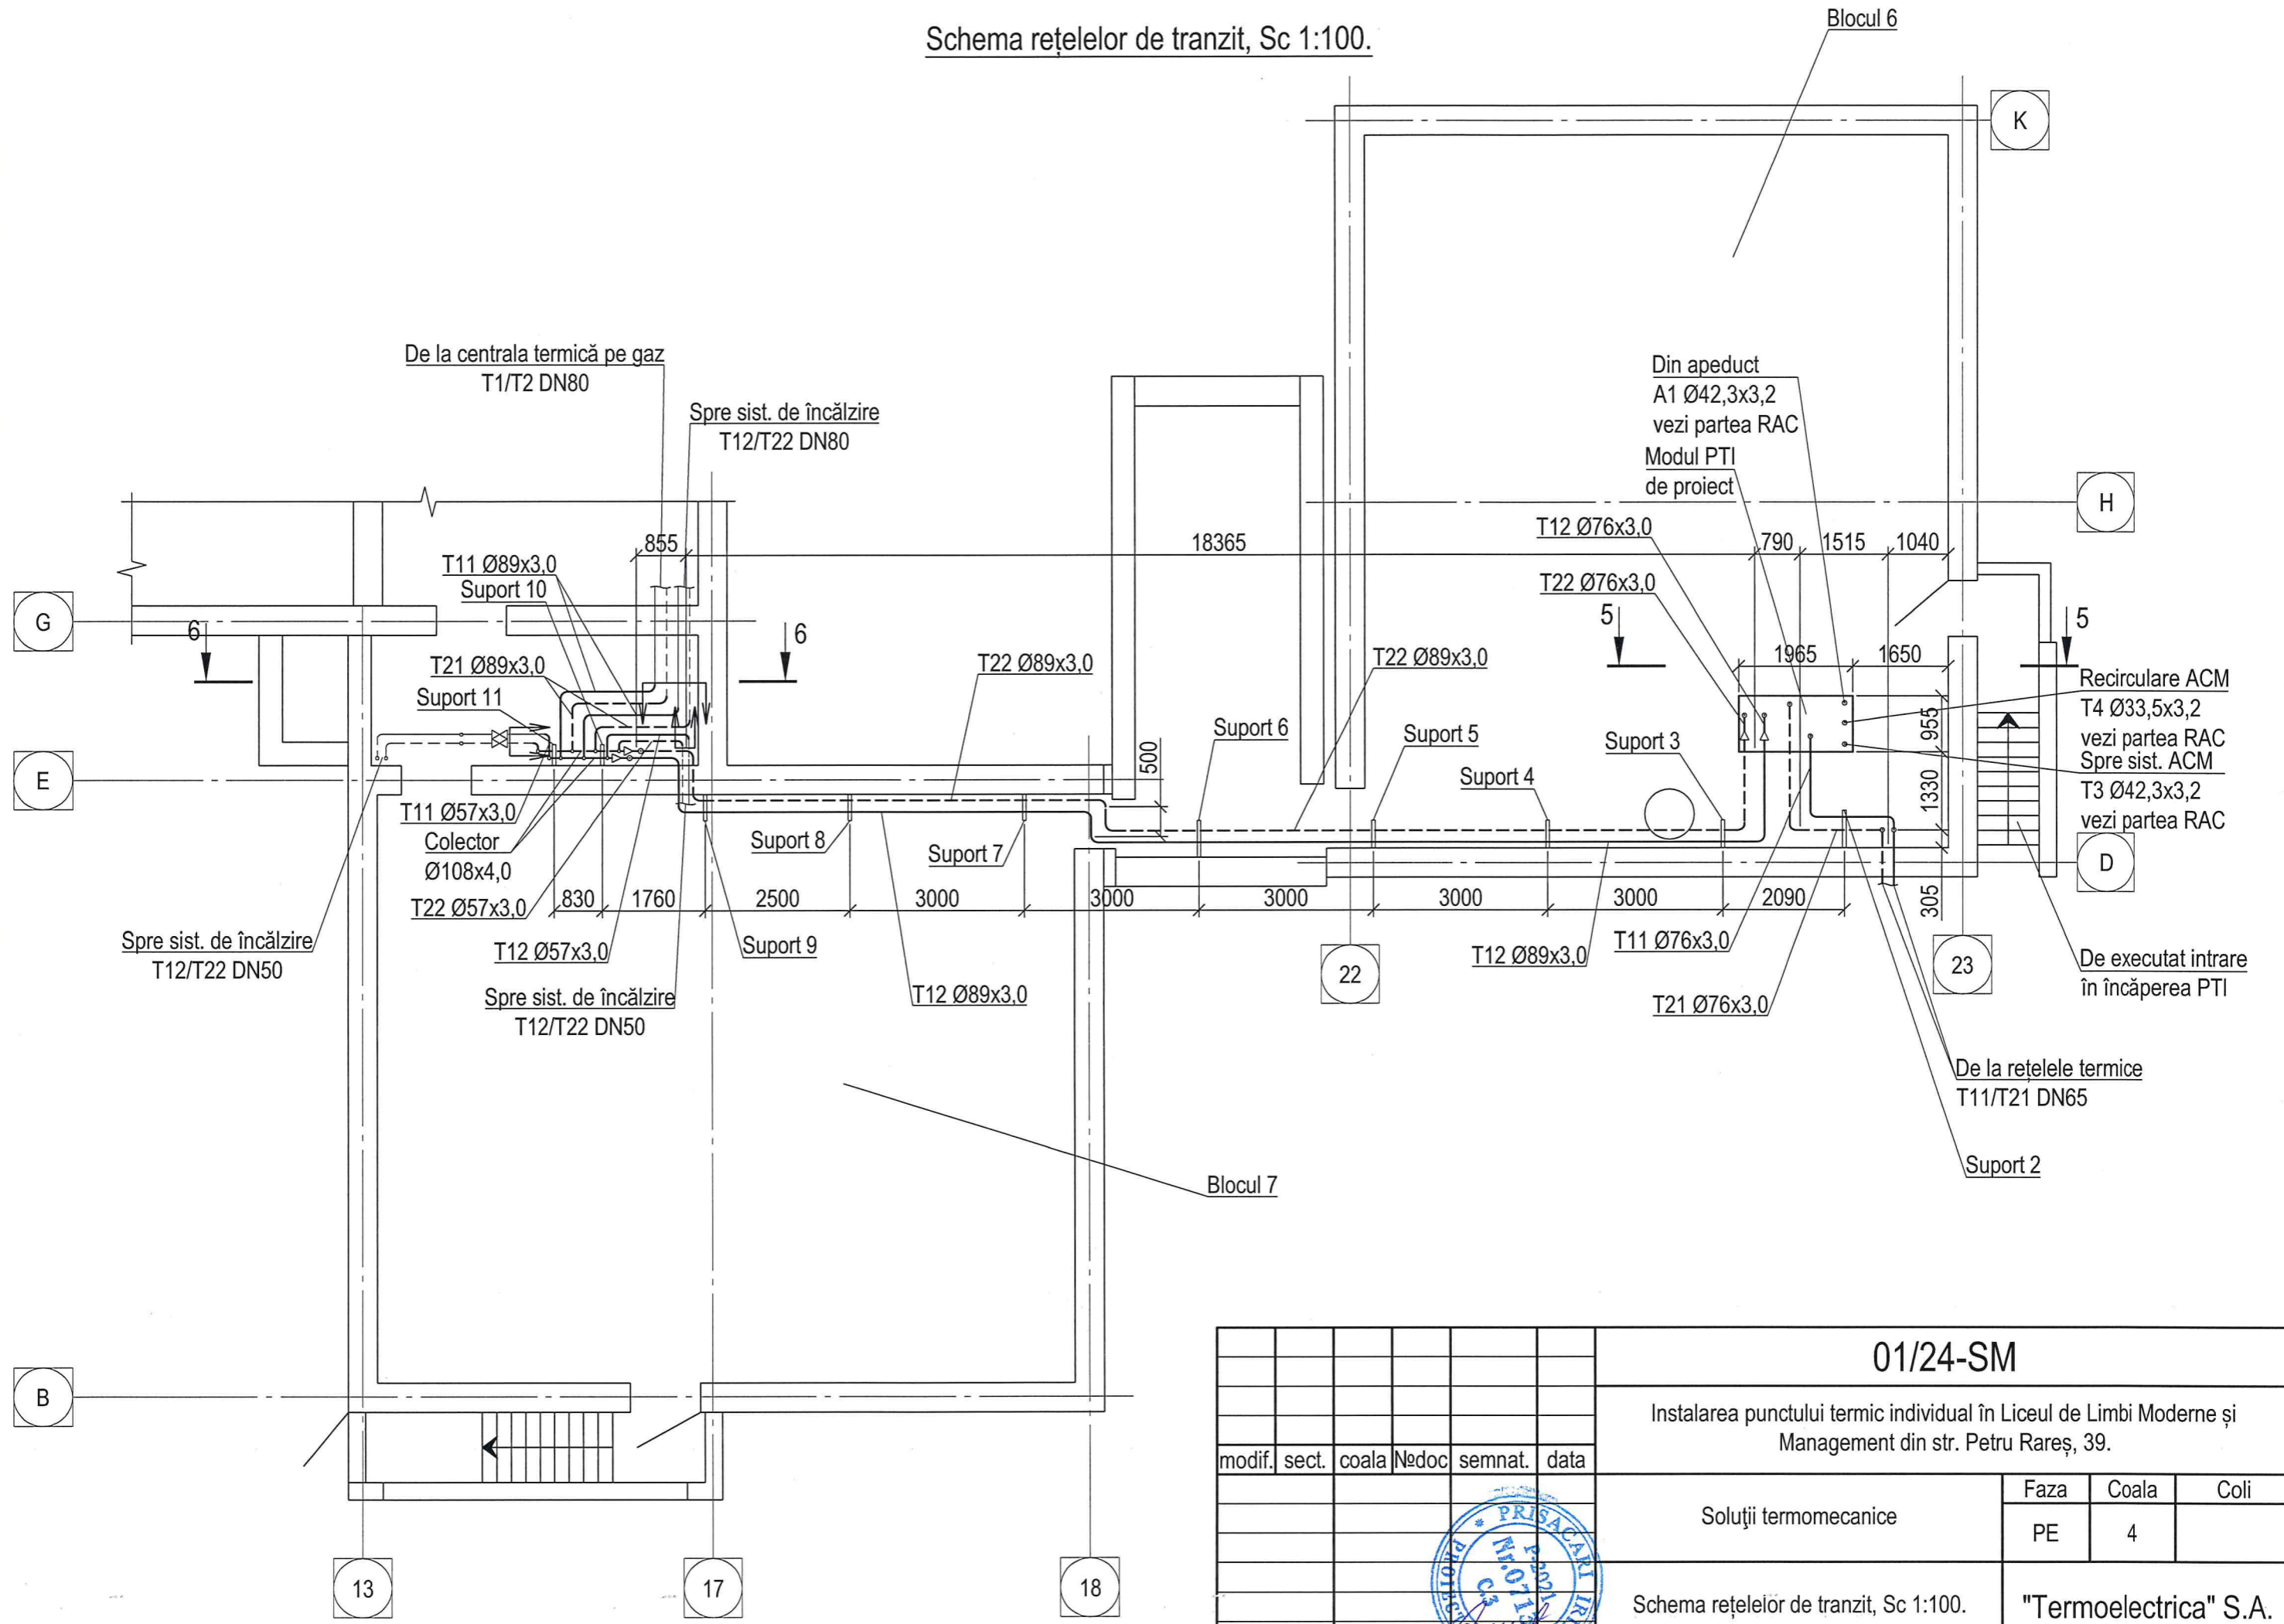 Schema rețelelor de tranzit, Sc 1:100.
Blocul 6
K
De la centrala termică pe gaz
T1/T2 DN80
Spre sist. de încălzire
T12/T22 DN80
Din apeduct
A1 Ø42,3x3,2
vezi partea RAC
Modul PTI
de proiect
H
T12 Ø76x3,0
855
18365
790
1515
1040
T11 Ø89x3,0
Suport 10
T22 Ø76x3,0
G
6
6
5
5
T21 Ø89x3,0
T22 Ø89x3,0
T22 Ø89x3,0
1965
1650
Suport 11
Recirculare ACM
T4 Ø33,5x3,2
vezi partea RAC
Spre sist. ACM
T3 Ø42,3x3,2
vezi partea RAC
955
1330
305
500
Suport 6
Suport 5
Suport 3
Suport 4
E
T11 Ø57x3,0
Colector
Ø108x4,0
Suport 8
Suport 7
D
T22 Ø57x3,0
830
1760
2500
3000
3000
3000
3000
3000
2090
Spre sist. de încălzire
T12/T22 DN50
T12 Ø57x3,0
Suport 9
T12 Ø89x3,0
T11 Ø76x3,0
22
23
De executat intrare
în încăperea PTI
Spre sist. de încălzire
T12/T22 DN50
T12 Ø89x3,0
T21 Ø76x3,0
De la rețelele termice
T11/T21 DN65
Suport 2
Blocul 7
B
13
17
18
01/24-SM
Instalarea punctului termic individual în Liceul de Limbi Moderne și
Management din str. Petru Rareș, 39.
modif. sect. coala №doc semnat. data
Soluţii termomecanice
Faza Coala Coli
PE 4
Schema rețelelor de tranzit, Sc 1:100.
"Termoelectrica" S.A.
PRISACARI
P.2021